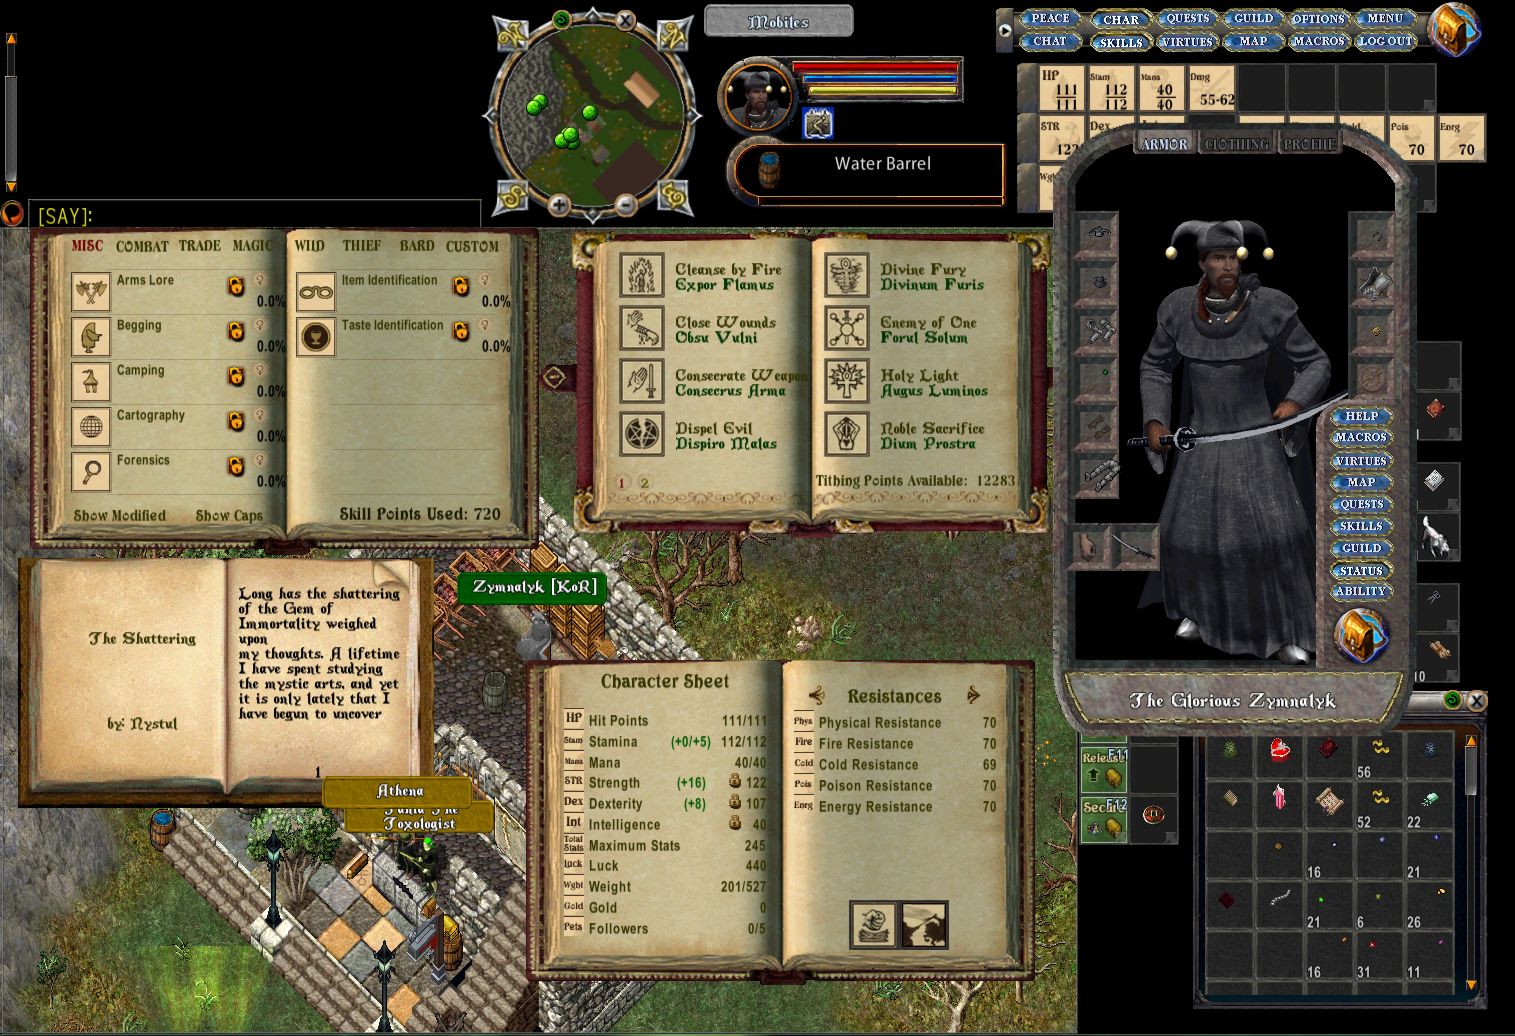 Mobiles
PEACE CHAR QUESTS GUILD OPTIONS MENU
CHAT SKILLS VIRTUES MAP MACROS LOG OUT
HP 111 111
Stam 112 112
Mana 40 40
Dmg 55-62
STR 122
Dex
Pois 70
Enrg 70
Water Barrel
[SAY]:
MISC COMBAT TRADE MAGIC WILD THIEF BARD CUSTOM
Arms Lore 0.0%
Begging 0.0%
Camping 0.0%
Cartography 0.0%
Forensics 0.0%
Item Identification 0.0%
Taste Identification 0.0%
Show Modified Show Caps Skill Points Used: 720
Cleanse by Fire
Expor Flamus
Close Wounds
Obsu Vulni
Consecrate Weapon
Consecrus Arma
Dispel Evil
Dispiro Malas
1 2
Divine Fury
Divinum Furis
Enemy of One
Forul Solum
Holy Light
Augus Luminos
Noble Sacrifice
Dium Prostra
Tithing Points Available: 12283
ARMOR CLOTHING PROFILE
HELP
MACROS
VIRTUES
MAP
QUESTS
SKILLS
GUILD
STATUS
ABILITY
The Glorious Zymnalyk
The Shattering
by: Nystul
Long has the shattering
of the Gem of
Immortality weighed
upon
my thoughts. A lifetime
I have spent studying
the mystic arts, and yet
it is only lately that I
have begun to uncover
1
Zymnalyk [KoR]
Athena
Toxologist
Character Sheet
HP Hit Points 111/111
Stam Stamina (+0/+5) 112/112
Mana Mana 40/40
STR Strength (+16) 122
Dex Dexterity (+8) 107
Int Intelligence 40
Total Stats Maximum Stats 245
Luck Luck 440
Wght Weight 201/527
Gold Gold 0
Pets Followers 0/5
Resistances
Phys Physical Resistance 70
Fire Fire Resistance 70
Cold Cold Resistance 69
Pois Poison Resistance 70
Enrg Energy Resistance 70
10
F11
F12
56
52 22
16 21
21 6 26
16 31 11